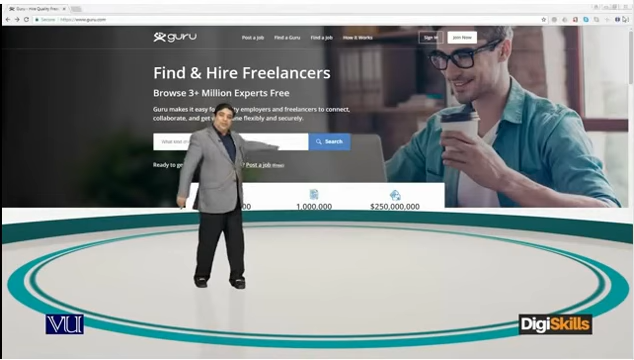 Guru - Hire Quality Free
Secure https://www.guru.com
guru
Post a Job Find a Guru Find a Job How It Works Sign In Join Now
Find & Hire Freelancers
Browse 3+ Million Experts Free
Guru makes it easy employers and freelancers to connect,
collaborate, and get flexibly and securely.
Search
Ready to ? Post a job
1,000,000 $250,000,000
VU
DigiSkills